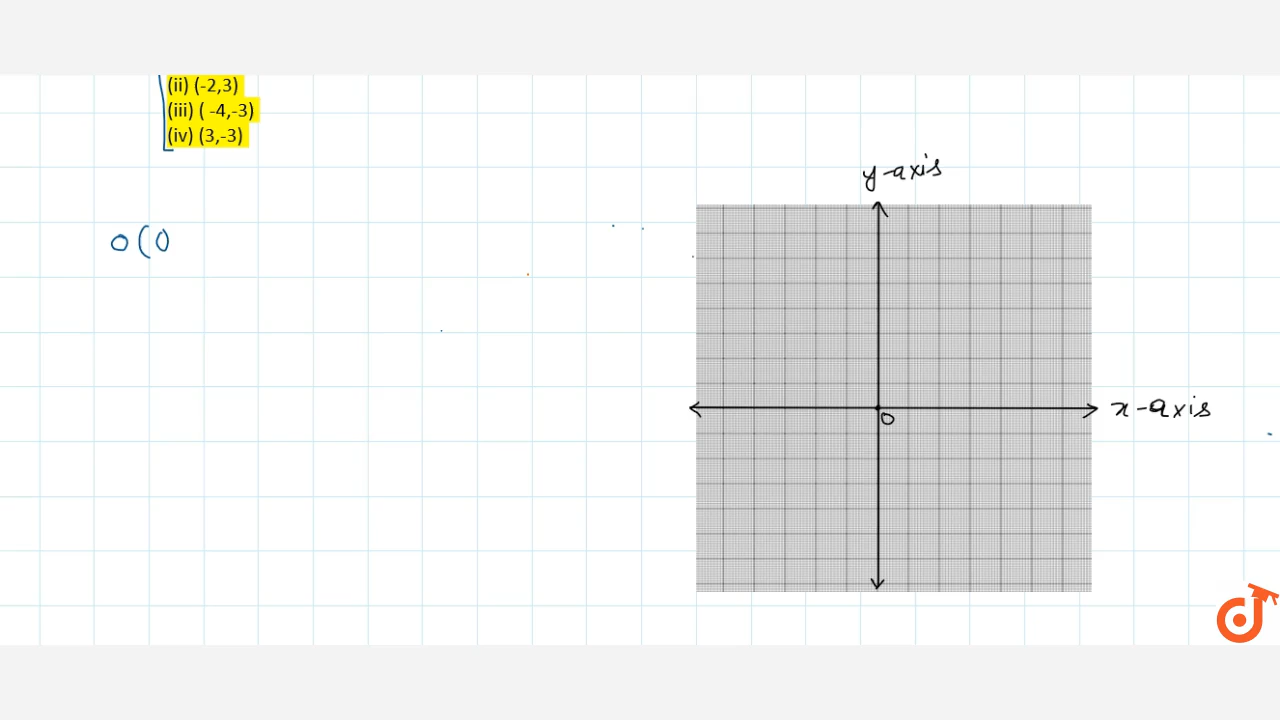 (ii) (-2,3)
(iii) ( -4,-3)
(iv) (3,-3)
O (0
y-axis
O
x-axis